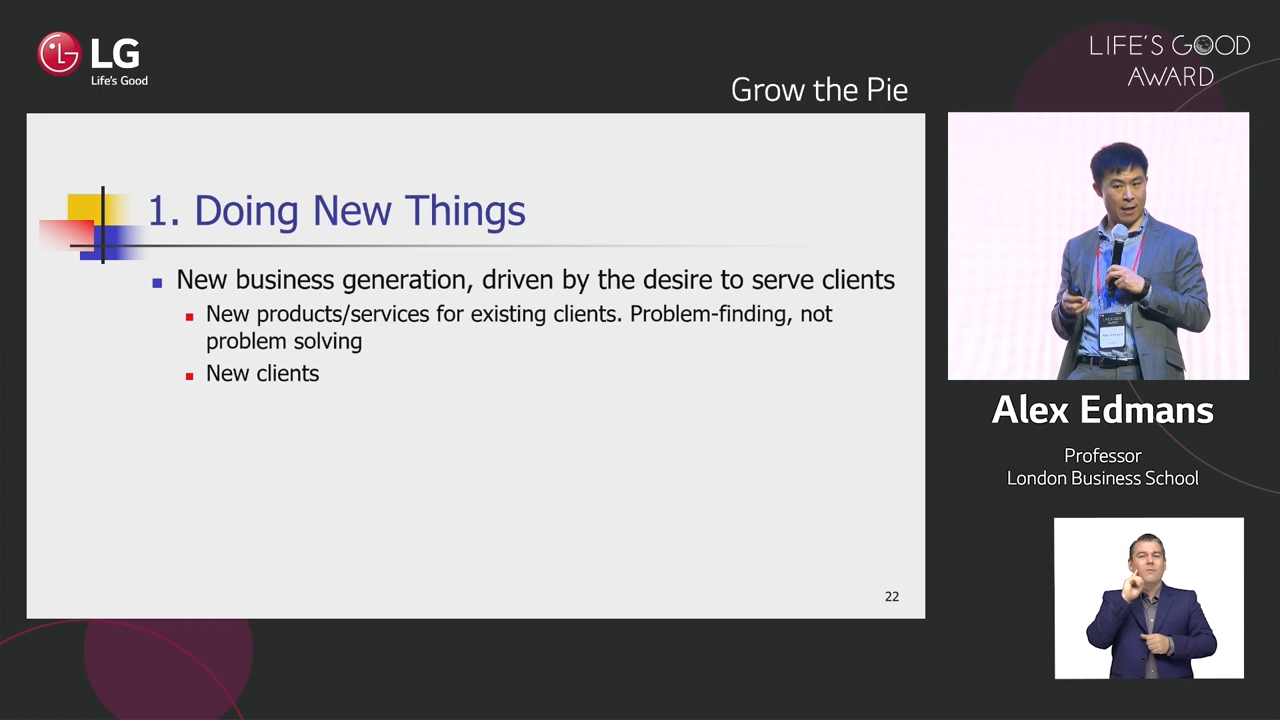 LG
Life's Good
LIFE'S GOOD
AWARD
Grow the Pie
1. Doing New Things
New business generation, driven by the desire to serve clients
New products/services for existing clients. Problem-finding, not
problem solving
New clients
22
Alex Edmans
Professor
London Business School